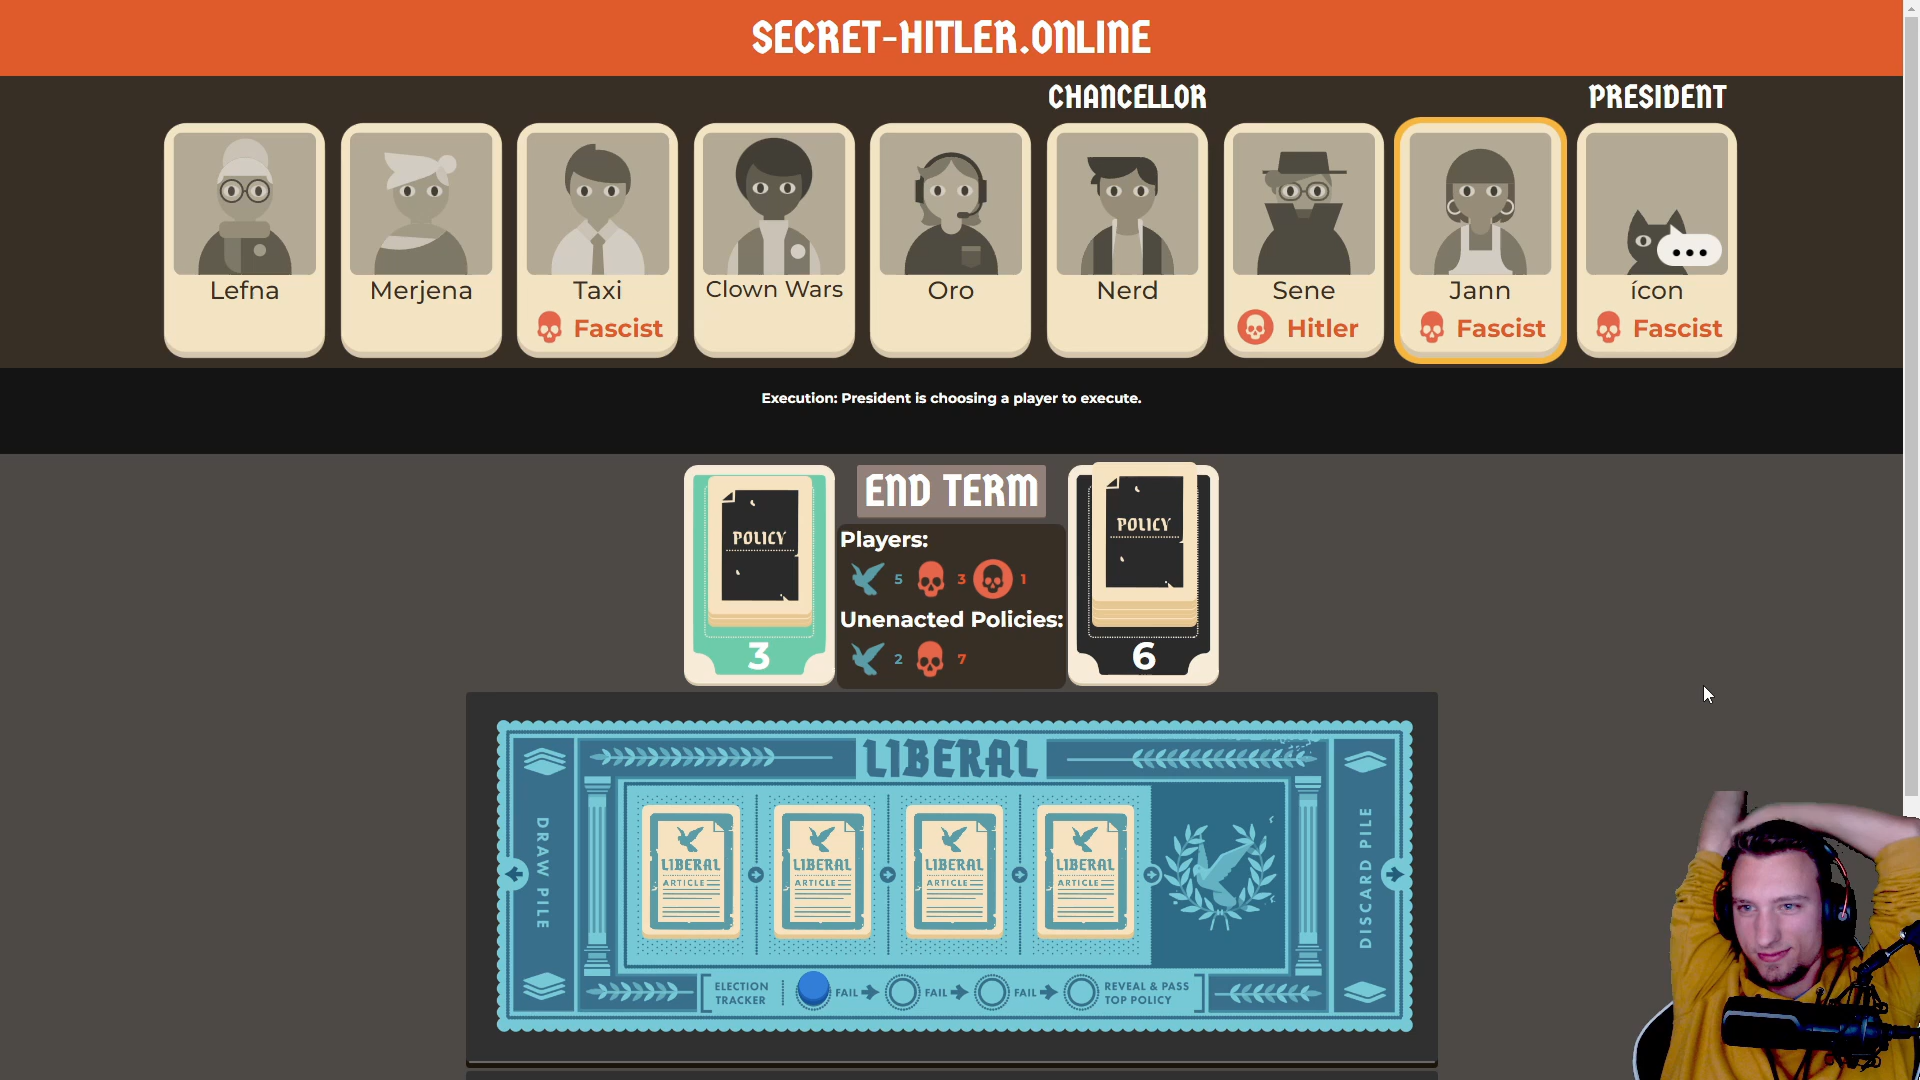 SECRET-HITLER.ONLINE
CHANCELLOR
PRESIDENT
Lefna
Merjena
Taxi
Clown Wars
Oro
Nerd
Sene
Jann
ícon
Fascist
Hitler
Fascist
Fascist
Execution: President is choosing a player to execute.
POLICY
3
END TERM
Players:
5 3 1
Unenacted Policies:
2 7
POLICY
6
LIBERAL
DRAW PILE
LIBERAL
ARTICLE
LIBERAL
ARTICLE
LIBERAL
ARTICLE
LIBERAL
ARTICLE
DISCARD PILE
ELECTION
TRACKER
FAIL
FAIL
FAIL
REVEAL & PASS
TOP POLICY